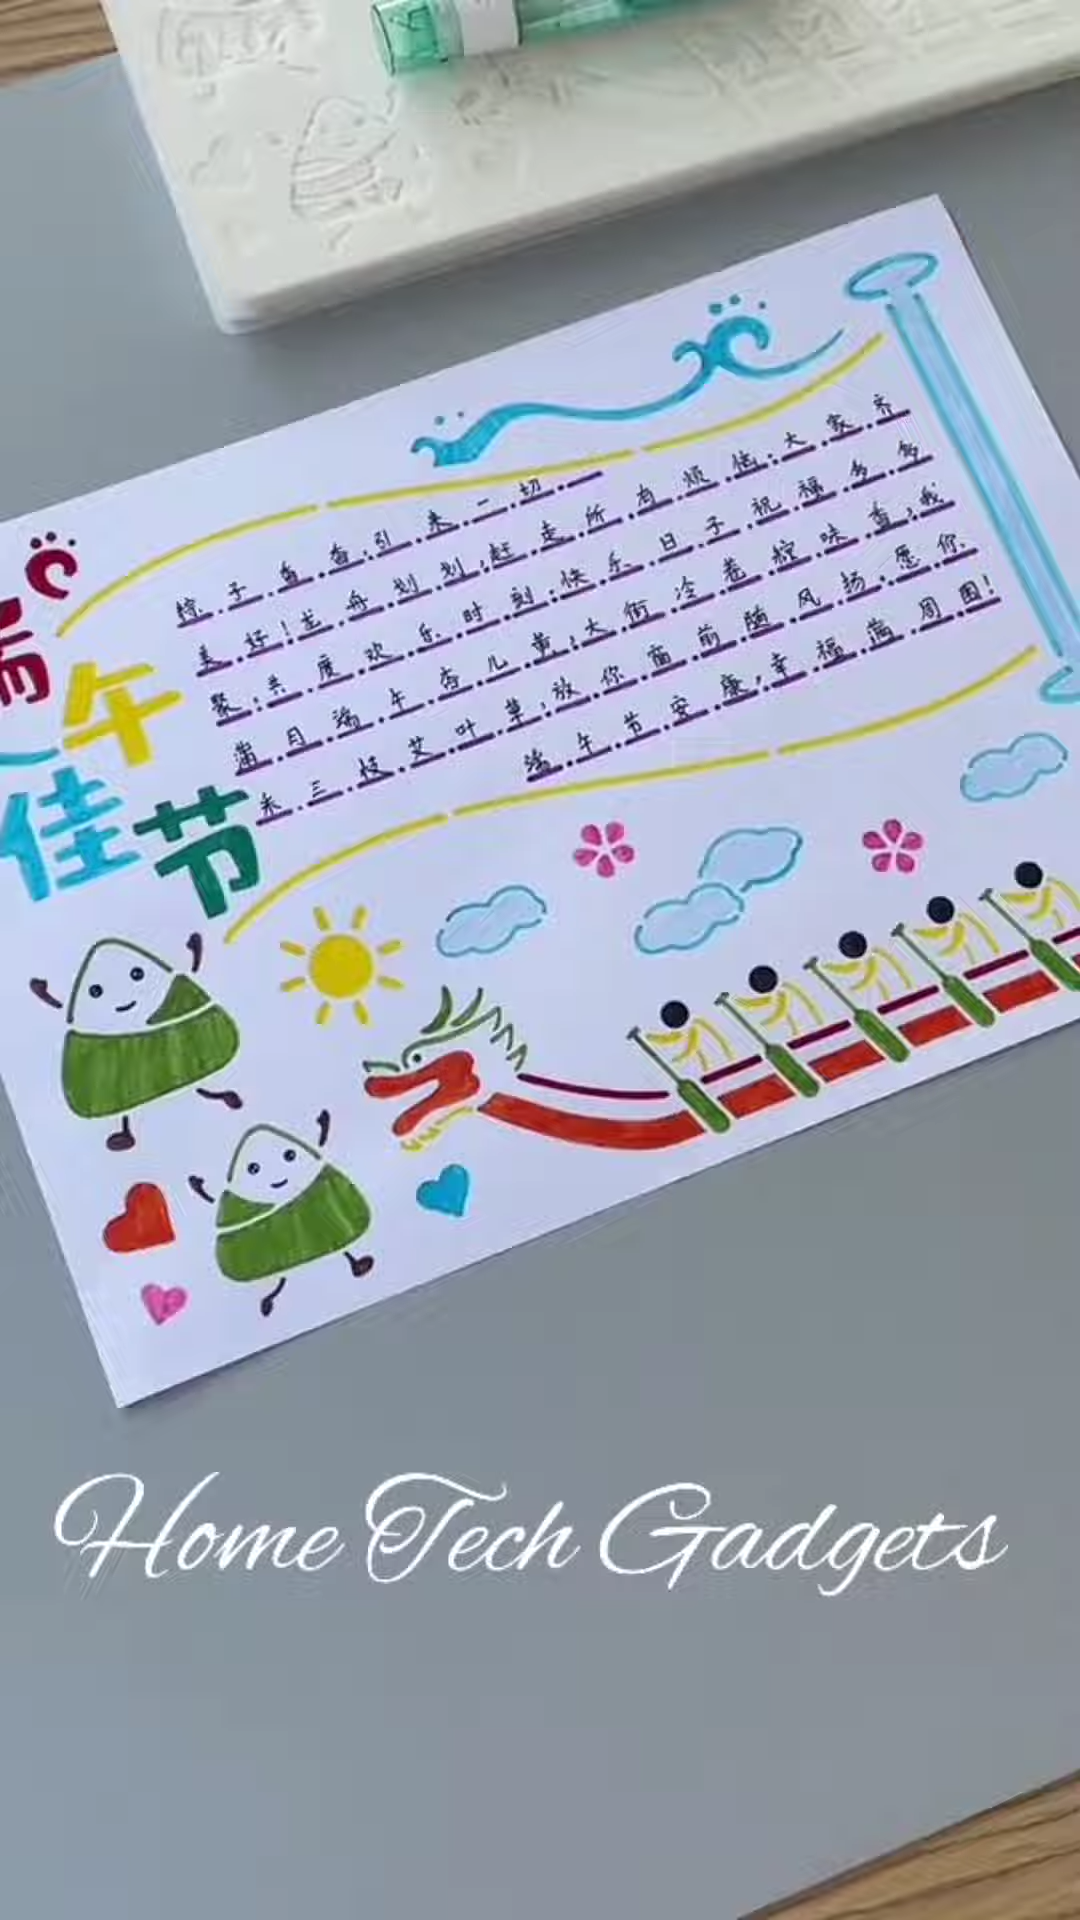 端午
佳节
粽子香香,引来一切
美好!龙舟划划,赶走所有烦恼;大家齐
聚,共度欢乐时刻;快乐日子祝福多多
蒲月端午杏儿黄;大街冷巷粽味香,我
来三枝艾叶草,放你窗前随风扬,愿你
端午节安康,幸福满周围!
Home Tech Gadgets